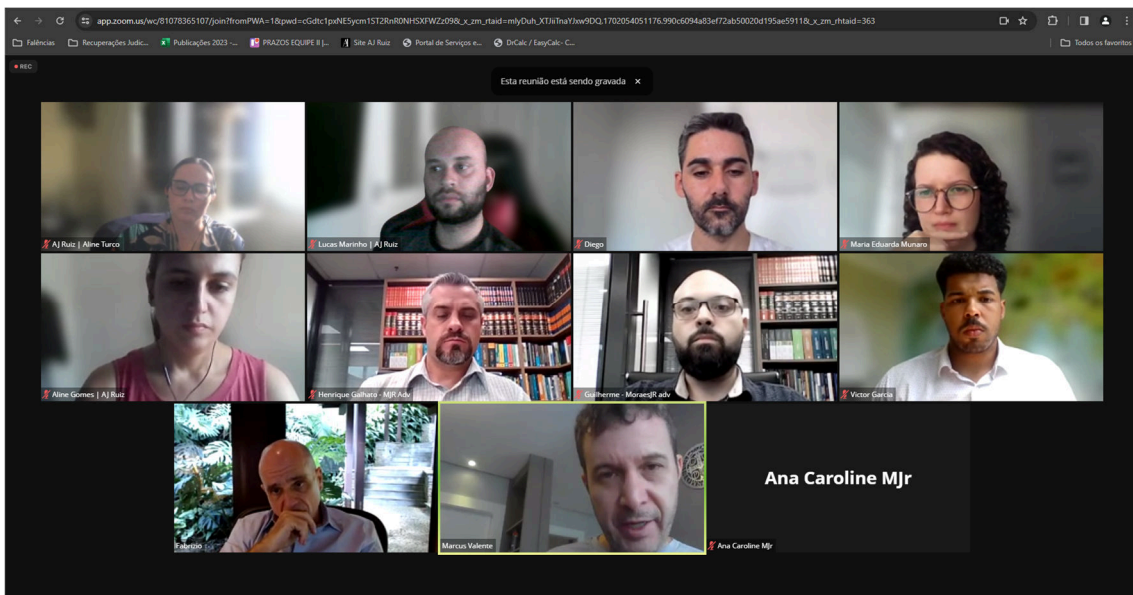 app.zoom.us/wc/81078365107/join?fromPWA=1&pwd=cGdtc1pxNE5ycm1ST2RnR0NHSXFWZz09&_x_zm_rtaid=mlyDuh_XTJiTnaYJxw9DQ.1702054051176.990c6094a83ef72ab50020d195ae5911&_x_zm_rhtaid=363
Falências Recuperações Judic... Publicações 2023 -... PRAZOS EQUIPE II |... Site AJ Ruiz Portal de Serviços e... DrCalc / EasyCalc- C... Todos os favoritos
REC
Esta reunião está sendo gravada ×
AJ Ruiz | Aline Turco
Lucas Marinho | AJ Ruiz
Diego
Maria Eduarda Munaro
Aline Gomes | AJ Ruiz
Henrique Galhato - MJR Adv
Guilherme - MoraesJR adv
Victor Garcia
Fabrizio
Marcus Valente
Ana Caroline MJr
Ana Caroline MJr